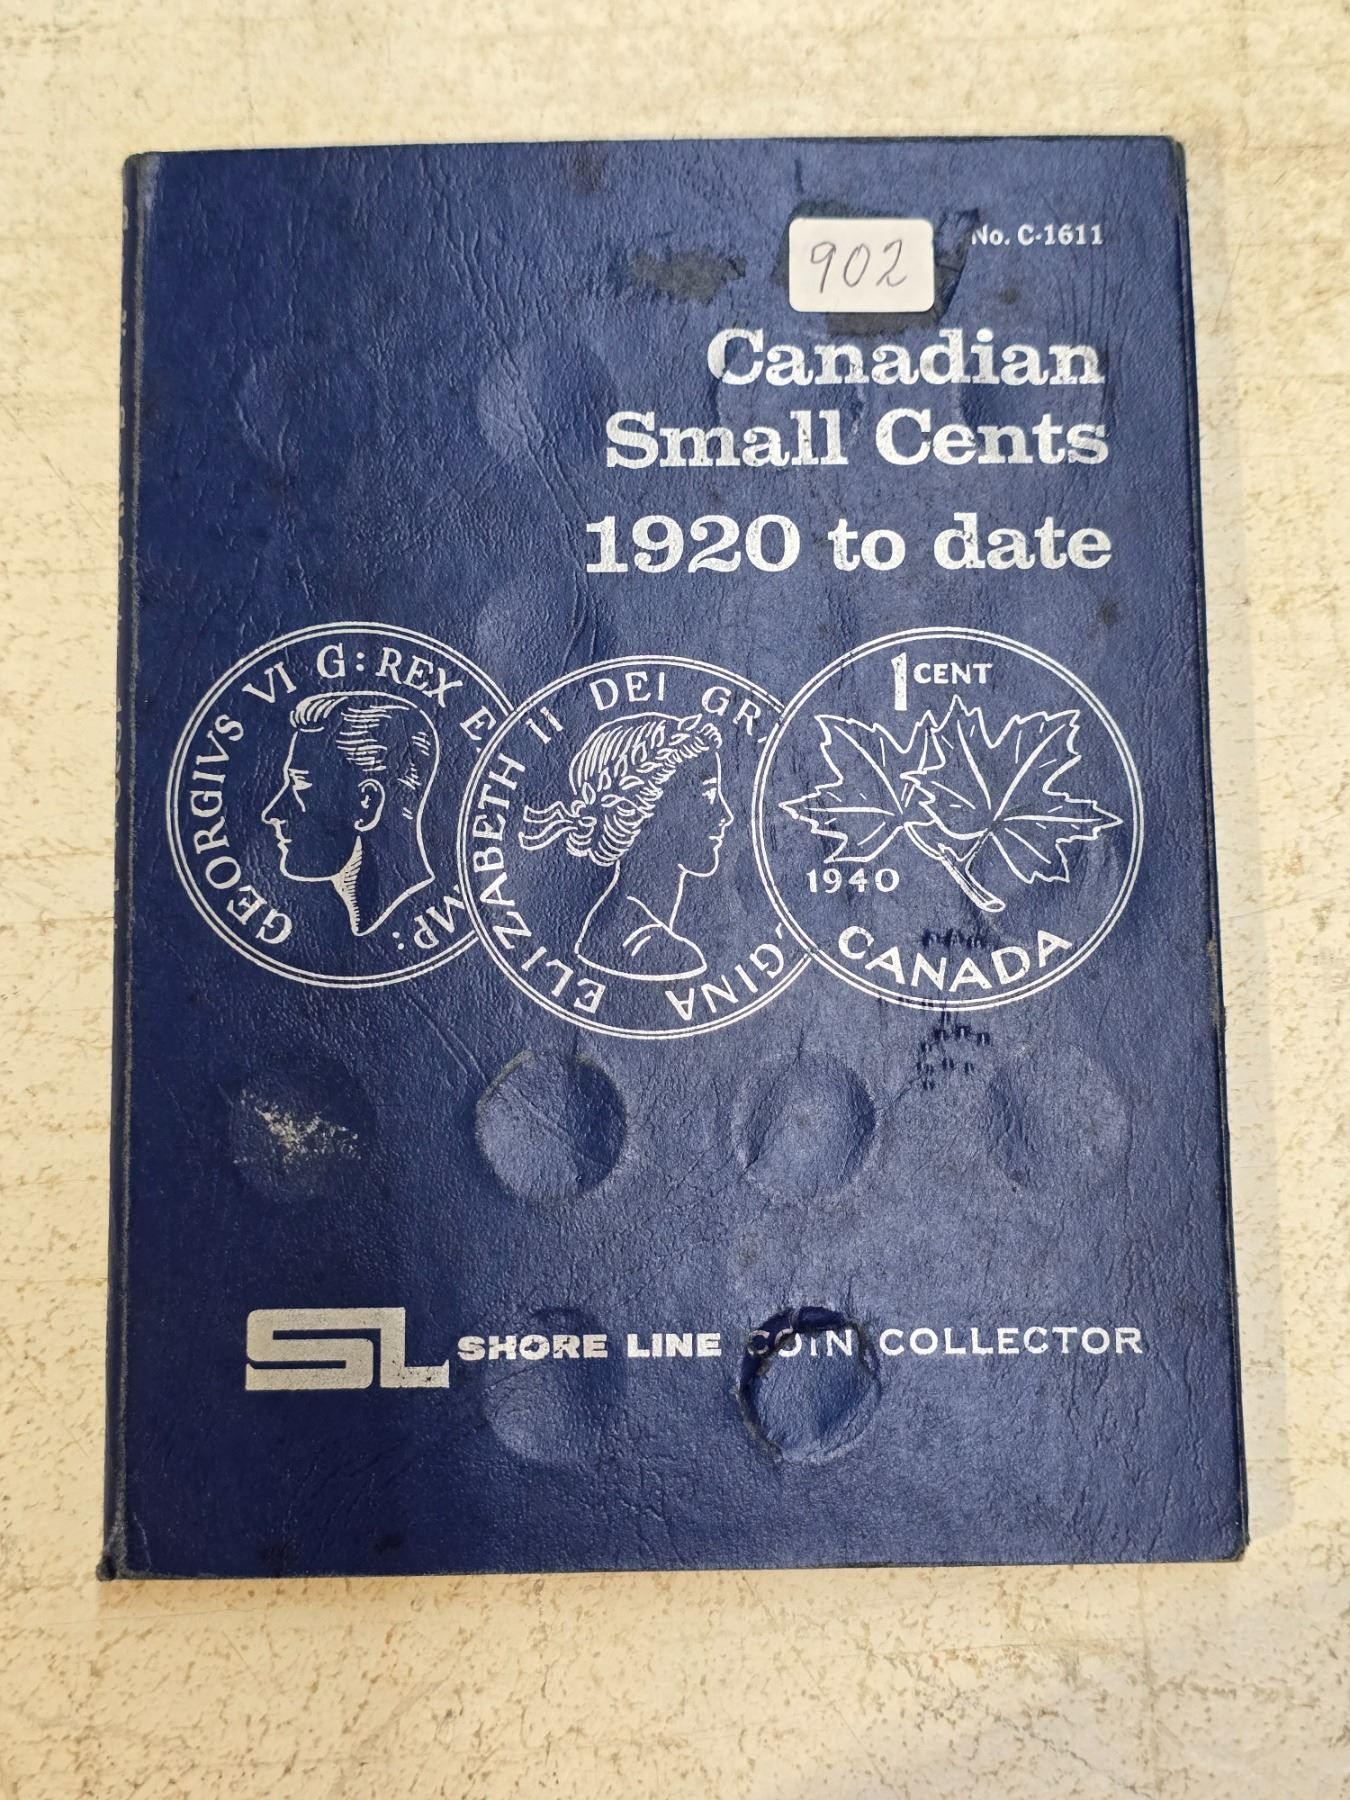 902
No. C-1611
Canadian
Small Cents
1920 to date
GEORGIVS VI G: REX E MP:
ELIZABETH II DEI GR GINA
1 CENT
1940
CANADA
SL SHORE LINE COIN COLLECTOR